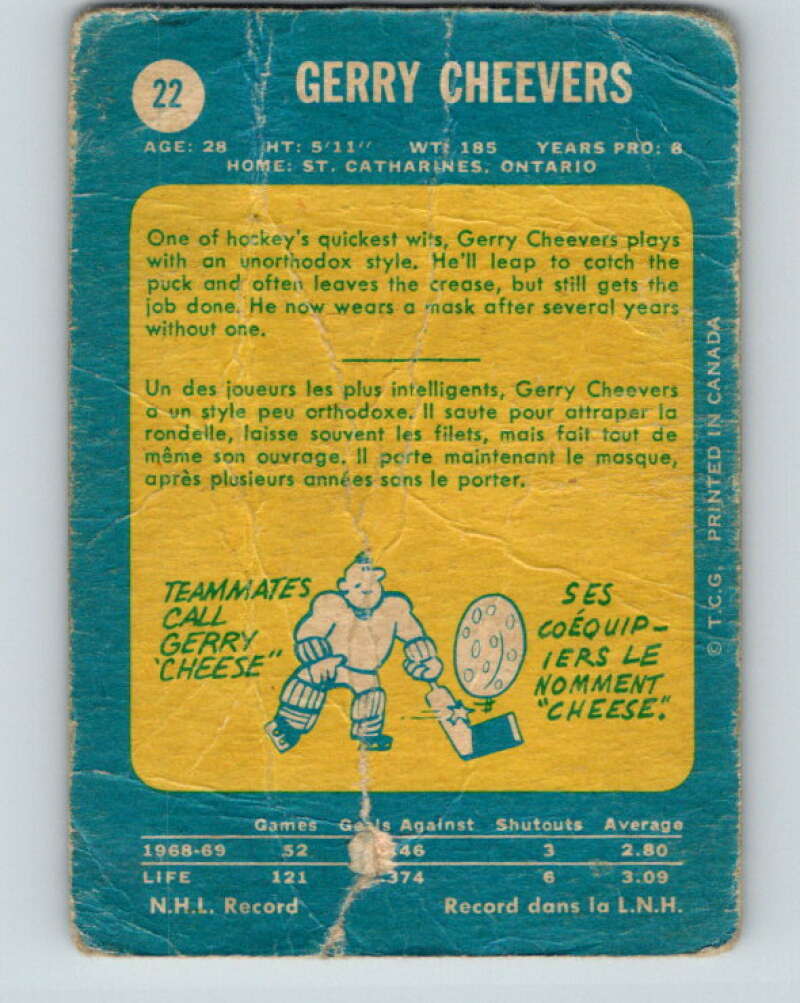 22
GERRY CHEEVERS
AGE: 28 HT: 5'11" WT: 185 YEARS PRO: 8
HOME: ST. CATHARINES, ONTARIO
One of hockey's quickest wits, Gerry Cheevers plays
with an unorthodox style. He'll leap to catch the
puck and often leaves the crease, but still gets the
job done. He now wears a mask after several years
without one.
Un des joueurs les plus intelligents, Gerry Cheevers
a un style peu orthodoxe. Il saute pour attraper la
rondelle, laisse souvent les filets, mais fait tout de
même son ouvrage. Il porte maintenant le masque,
après plusieurs années sans le porter.
TEAMMATES
CALL
GERRY
"CHEESE"
SES
COÉQUIP-
IERS LE
NOMMENT
"CHEESE."
© T.C.G. PRINTED IN CANADA
Games Goals Against Shutouts Average
1968-69 52 46 3 2.80
LIFE 121 374 6 3.09
N.H.L. Record Record dans la L.N.H.